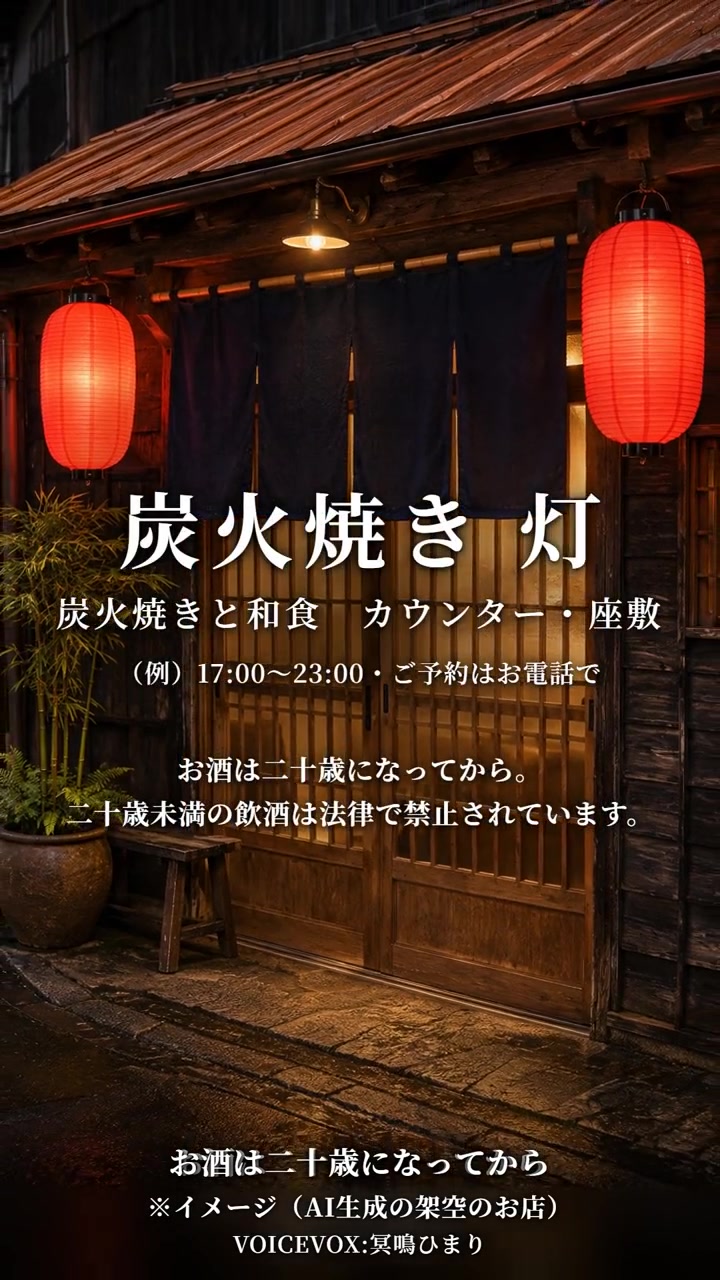 炭火焼き 灯
炭火焼きと和食　カウンター・座敷
（例）17:00〜23:00・ご予約はお電話で
お酒は二十歳になってから。
二十歳未満の飲酒は法律で禁止されています。
お酒は二十歳になってから
※イメージ（AI生成の架空のお店）
VOICEVOX:冥鳴ひまり